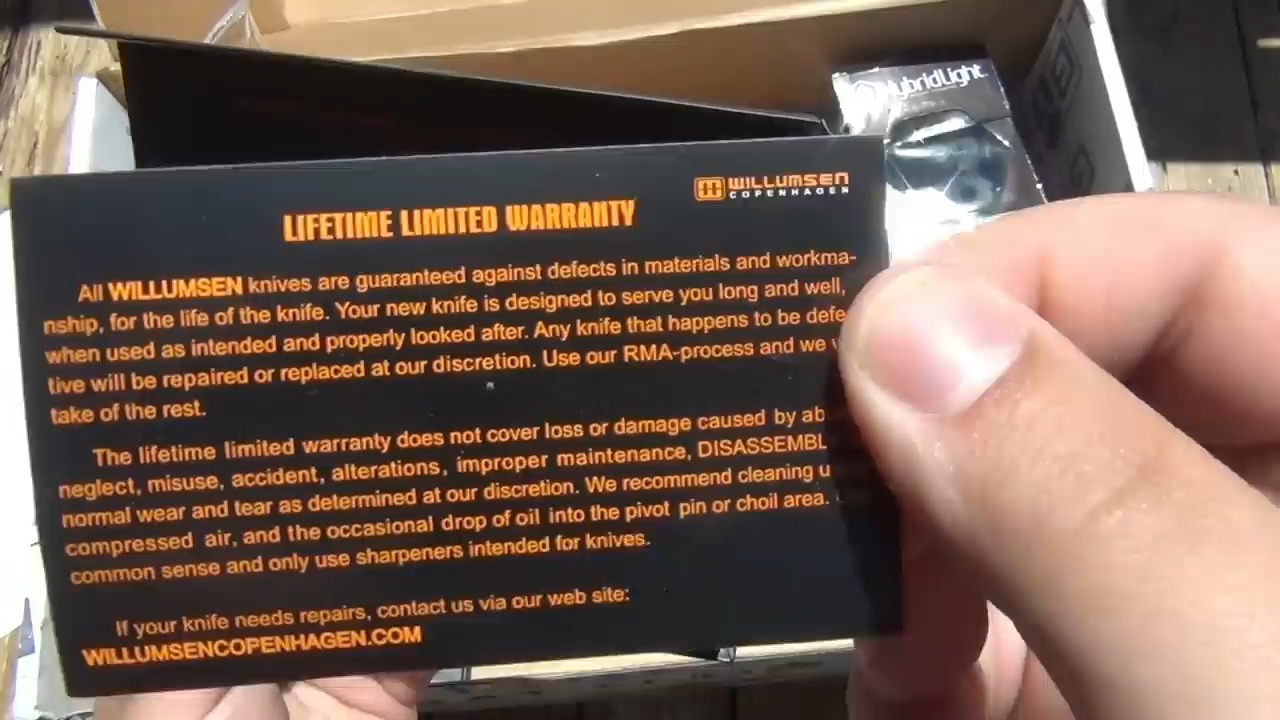 HybridLight
WILLUMSEN
COPENHAGEN
LIFETIME LIMITED WARRANTY
All WILLUMSEN knives are guaranteed against defects in materials and workma-
nship, for the life of the knife. Your new knife is designed to serve you long and well,
when used as intended and properly looked after. Any knife that happens to be defe
tive will be repaired or replaced at our discretion. Use our RMA-process and we
take of the rest.
The lifetime limited warranty does not cover loss or damage caused by ab
neglect, misuse, accident, alterations, improper maintenance, DISASSEMBL
normal wear and tear as determined at our discretion. We recommend cleaning
compressed air, and the occasional drop of oil into the pivot pin or choil area.
common sense and only use sharpeners intended for knives.
If your knife needs repairs, contact us via our web site:
WILLUMSENCOPENHAGEN.COM